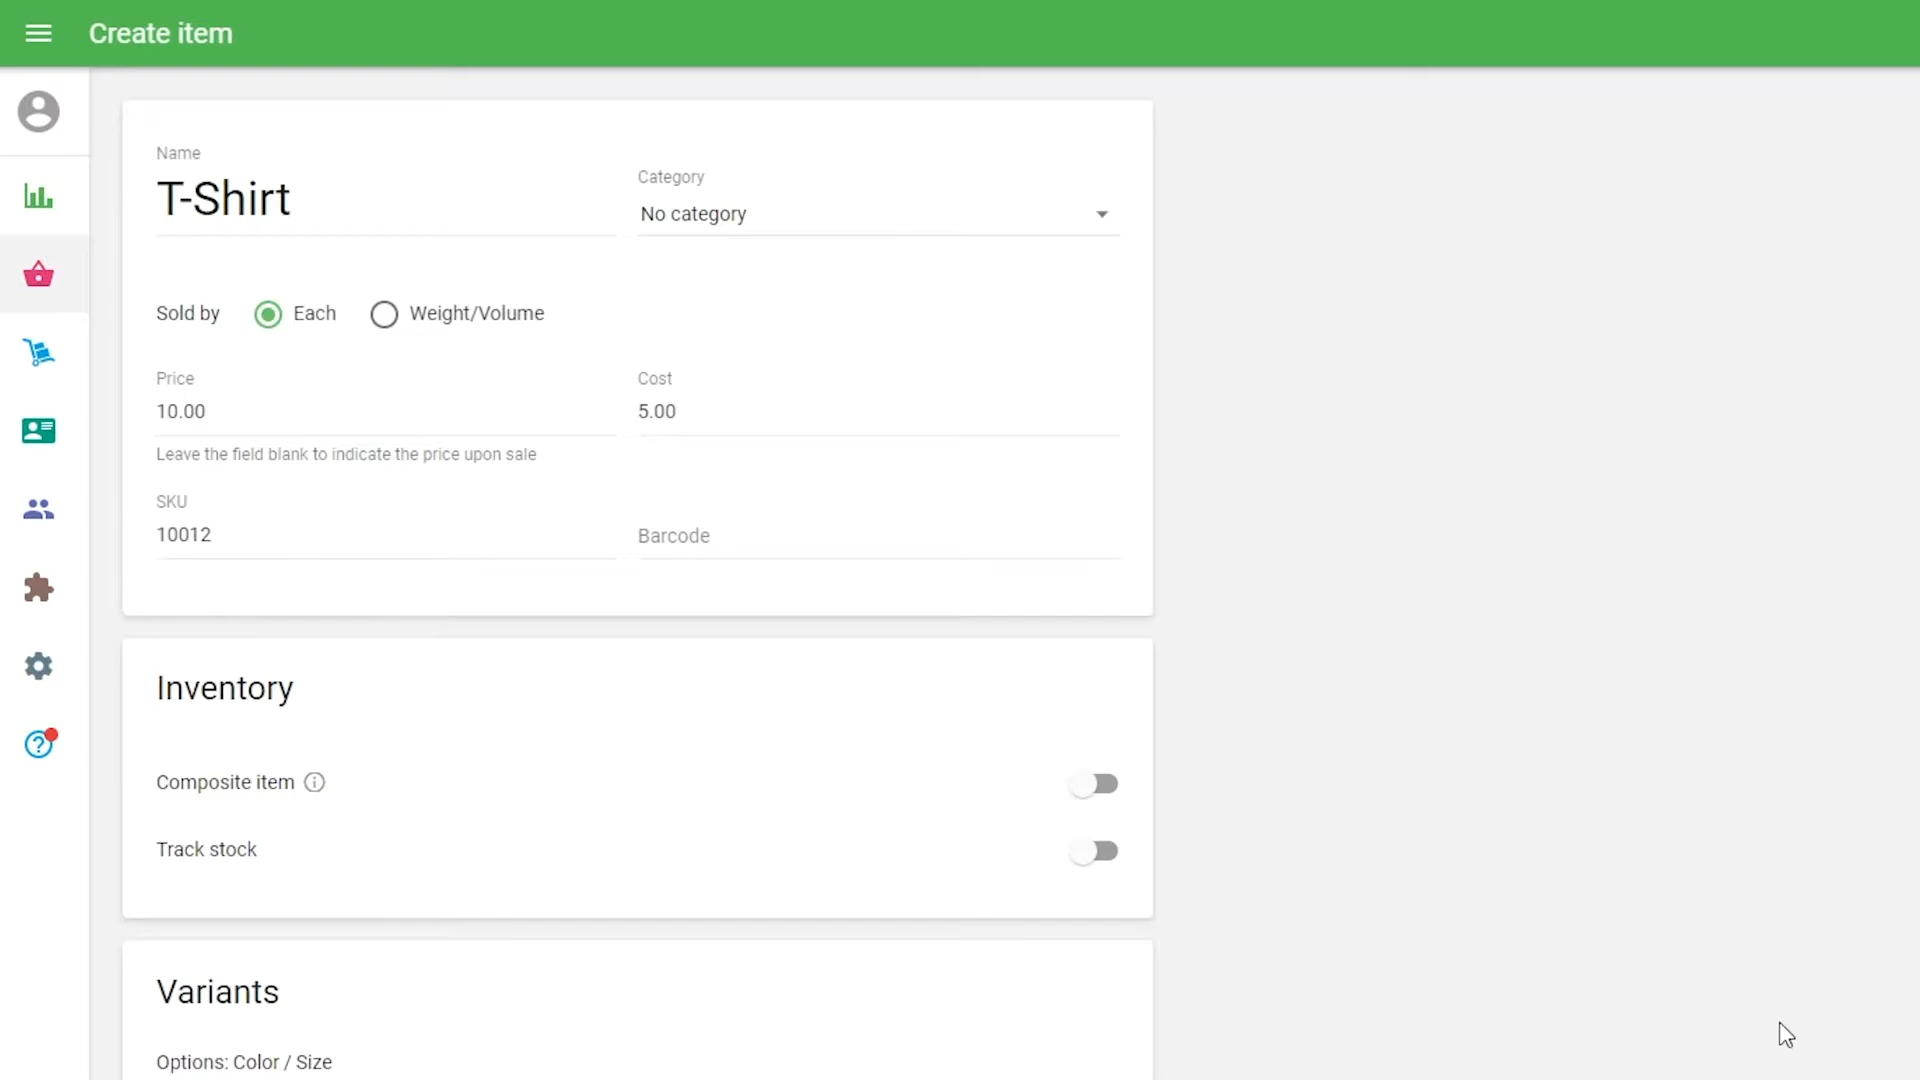 Create item
Name
T-Shirt
Category
No category
Sold by
Each
Weight/Volume
Price
10.00
Cost
5.00
Leave the field blank to indicate the price upon sale
SKU
10012
Barcode
Inventory
Composite item
Track stock
Variants
Options: Color / Size